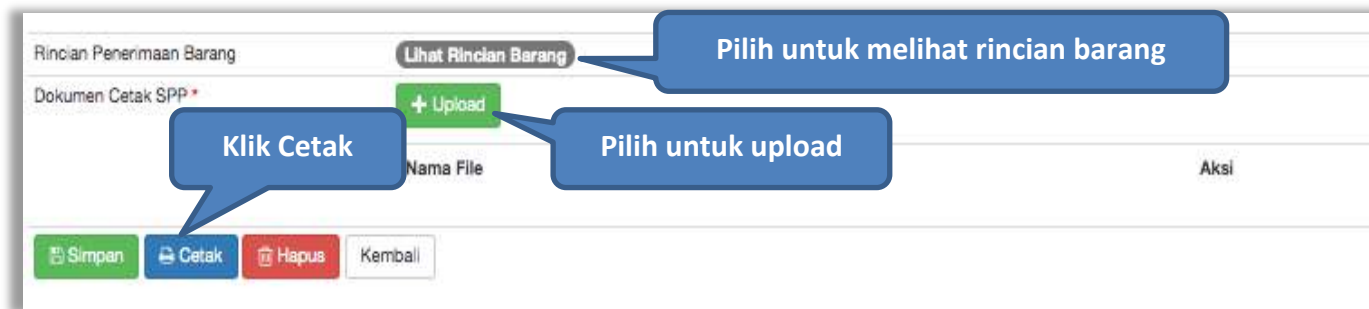 Rincian Penerimaan Barang
Lihat Rincian Barang
Pilih untuk melihat rincian barang
Dokumen Cetak SPP *
+ Upload
Klik Cetak
Pilih untuk upload
Nama File
Aksi
Simpan
Cetak
Hapus
Kembali